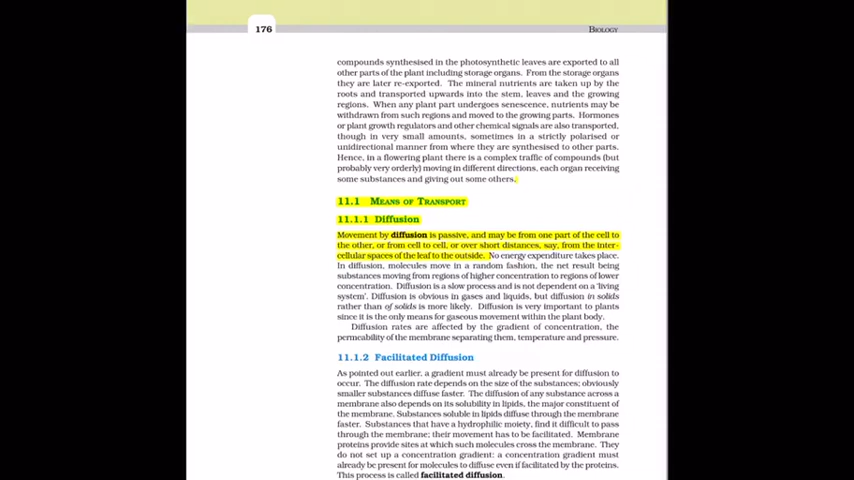 176
BIOLOGY
compounds synthesised in the photosynthetic leaves are exported to all
other parts of the plant including storage organs. From the storage organs
they are later re-exported. The mineral nutrients are taken up by the
roots and transported upwards into the stem, leaves and the growing
regions. When any plant part undergoes senescence, nutrients may be
withdrawn from such regions and moved to the growing parts. Hormones
or plant growth regulators and other chemical signals are also transported,
though in very small amounts, sometimes in a strictly polarised or
unidirectional manner from where they are synthesised to other parts.
Hence, in a flowering plant there is a complex traffic of compounds (but
probably very orderly) moving in different directions, each organ receiving
some substances and giving out some others.
11.1 MEANS OF TRANSPORT
11.1.1 Diffusion
Movement by diffusion is passive, and may be from one part of the cell to
the other, or from cell to cell, or over short distances, say, from the inter-
cellular spaces of the leaf to the outside. No energy expenditure takes place.
In diffusion, molecules move in a random fashion, the net result being
substances moving from regions of higher concentration to regions of lower
concentration. Diffusion is a slow process and is not dependent on a 'living
system'. Diffusion is obvious in gases and liquids, but diffusion in solids
rather than of solids is more likely. Diffusion is very important to plants
since it is the only means for gaseous movement within the plant body.
Diffusion rates are affected by the gradient of concentration, the
permeability of the membrane separating them, temperature and pressure.
11.1.2 Facilitated Diffusion
As pointed out earlier, a gradient must already be present for diffusion to
occur. The diffusion rate depends on the size of the substances; obviously
smaller substances diffuse faster. The diffusion of any substance across a
membrane also depends on its solubility in lipids, the major constituent of
the membrane. Substances soluble in lipids diffuse through the membrane
faster. Substances that have a hydrophilic moiety, find it difficult to pass
through the membrane; their movement has to be facilitated. Membrane
proteins provide sites at which such molecules cross the membrane. They
do not set up a concentration gradient: a concentration gradient must
already be present for molecules to diffuse even if facilitated by the proteins.
This process is called facilitated diffusion.